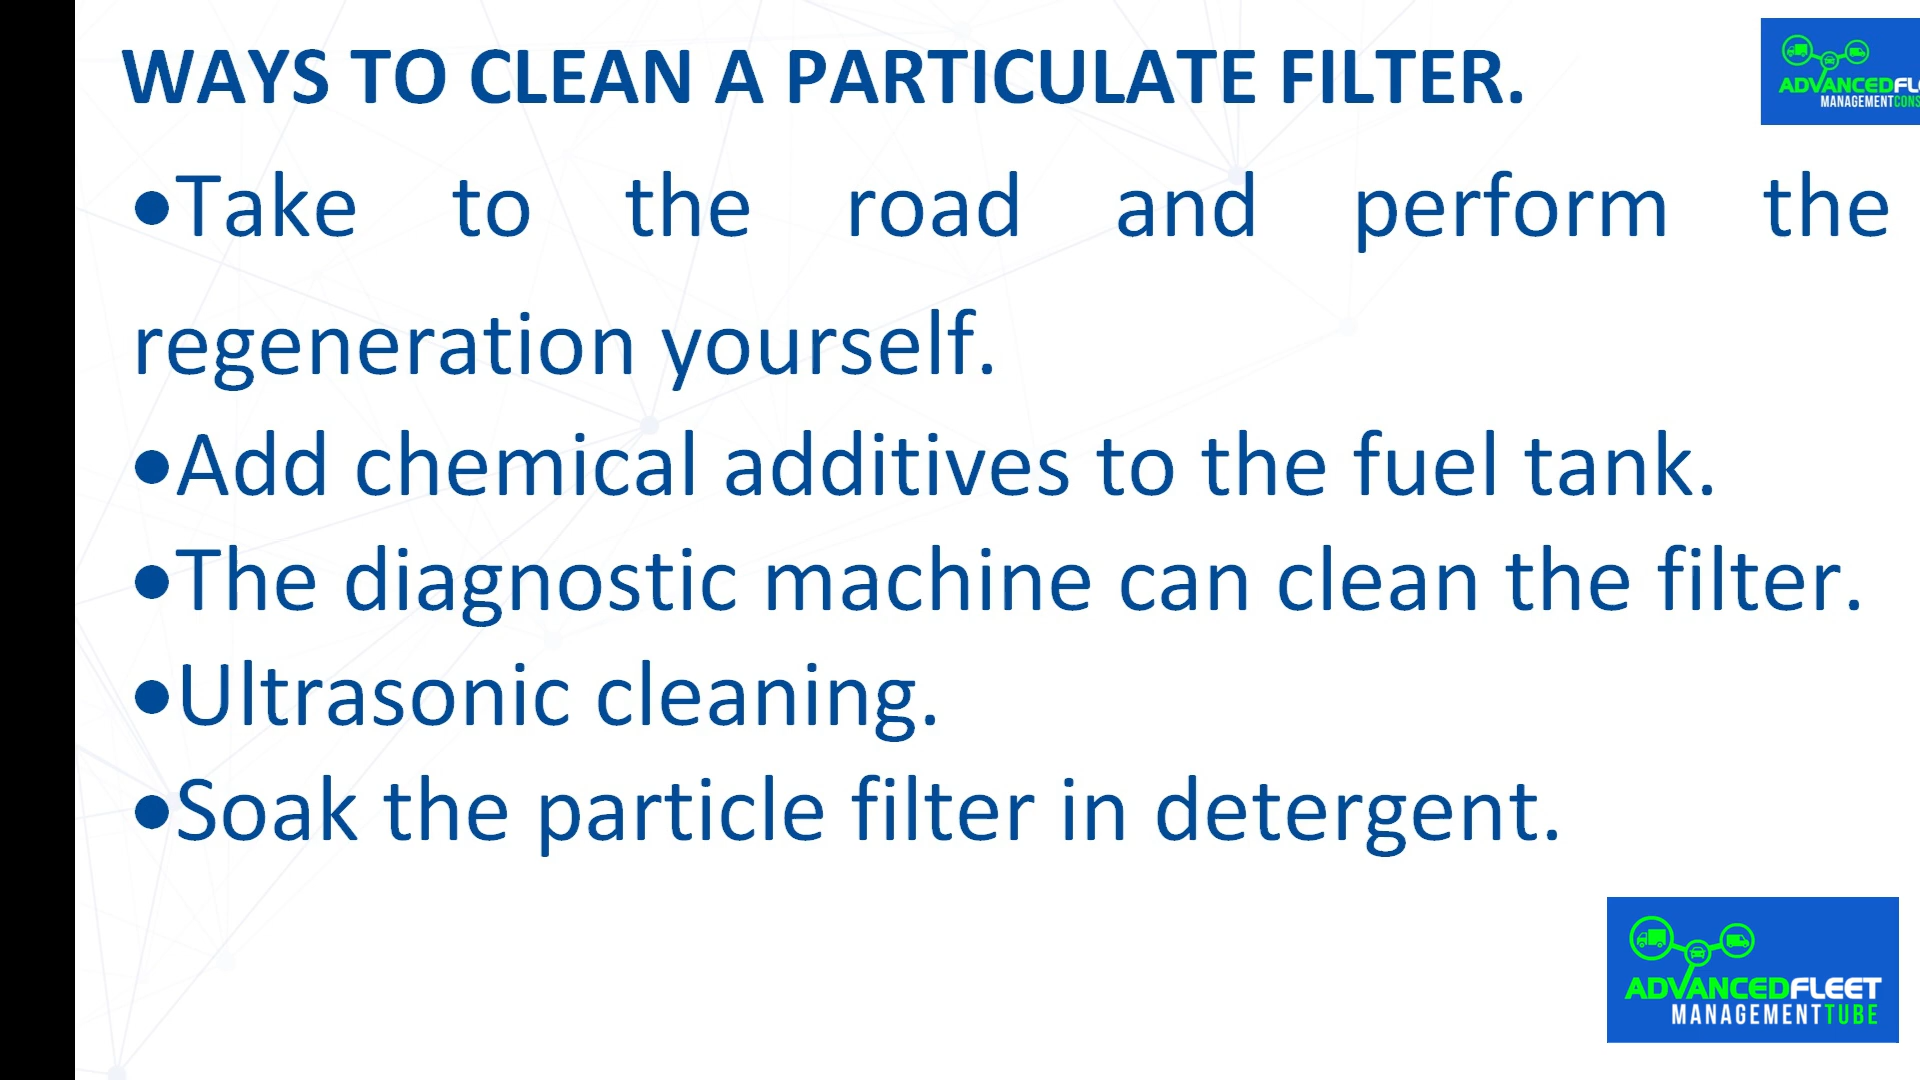 WAYS TO CLEAN A PARTICULATE FILTER.
•Take to the road and perform the
regeneration yourself.
•Add chemical additives to the fuel tank.
•The diagnostic machine can clean the filter.
•Ultrasonic cleaning.
•Soak the particle filter in detergent.
ADVANCEDFLEET
MANAGEMENTTUBE